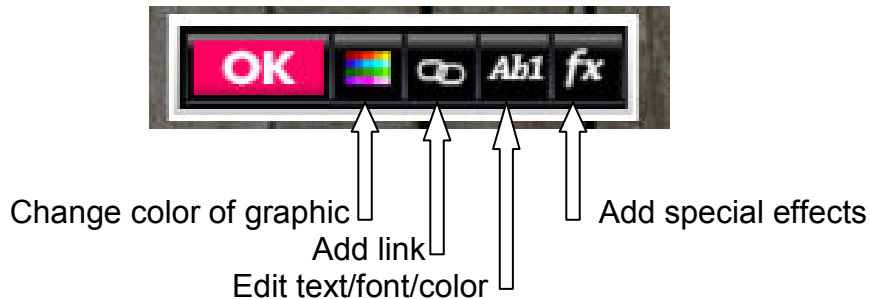 OK Ab1 fx
Change color of graphic Add special effects
Add link
Edit text/font/color